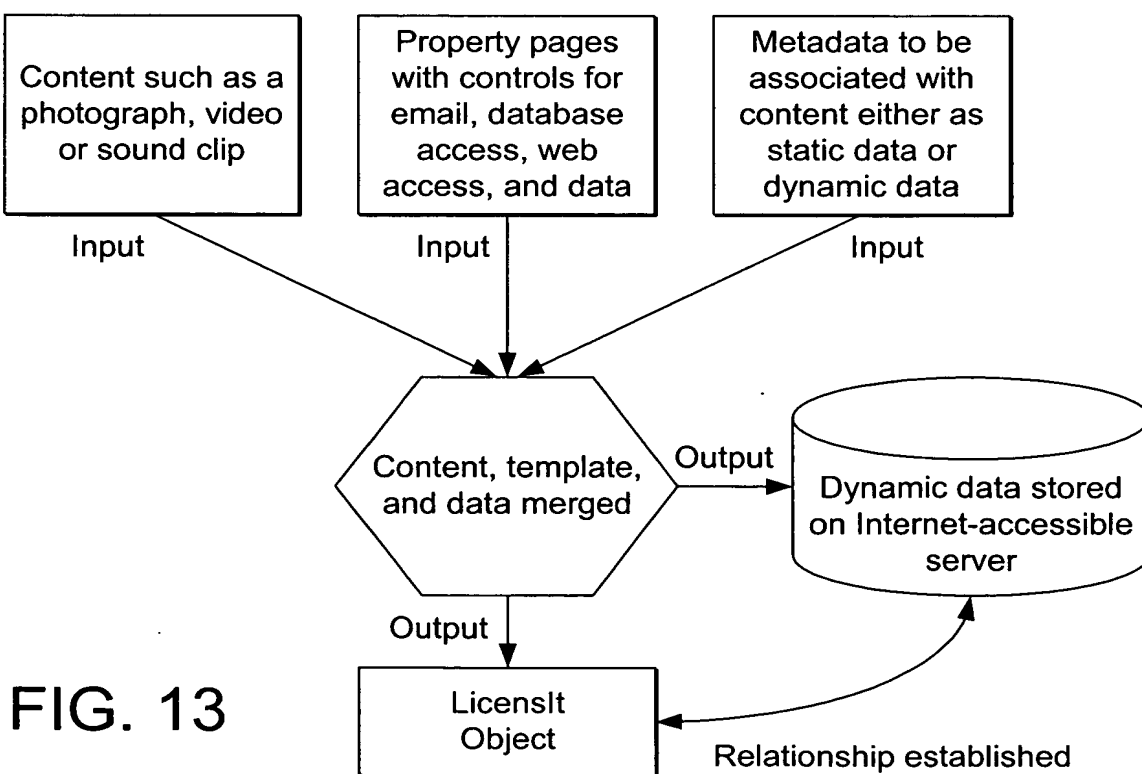 Content such as a
photograph, video
or sound clip
Property pages
with controls for
email, database
access, web
access, and data
Metadata to be
associated with
content either as
static data or
dynamic data
Input
Input
Input
Content, template,
and data merged
Output
Dynamic data stored
on Internet-accessible
server
Output
LicensIt
Object
Relationship established
FIG. 13